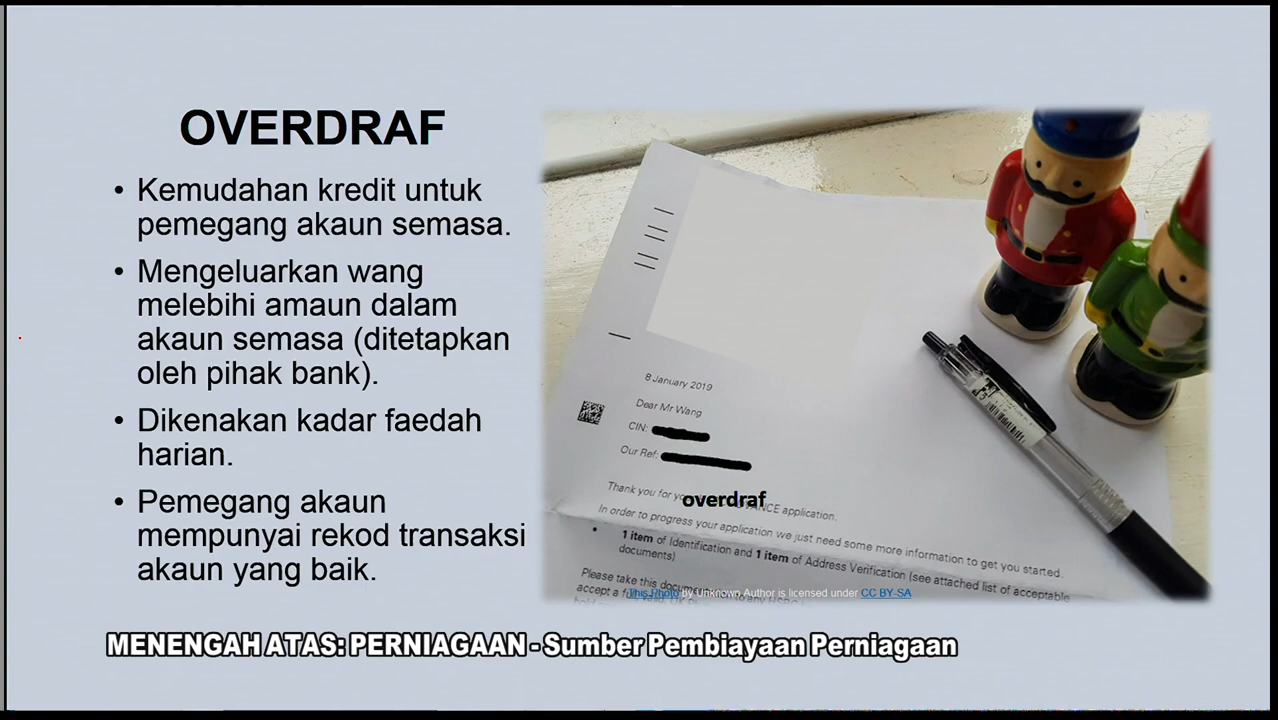 OVERDRAF
• Kemudahan kredit untuk
pemegang akaun semasa.
• Mengeluarkan wang
melebihi amaun dalam
akaun semasa (ditetapkan
oleh pihak bank).
• Dikenakan kadar faedah
harian.
• Pemegang akaun
mempunyai rekod transaksi
akaun yang baik.
8 January 2019
Dear Mr Wang
CIN:
Our Ref:
Thank you for application.
overdraf
In order to progress your application we just need some more information to get you started.
• 1 item of Identification and 1 item of Address Verification (see attached list of acceptable
documents)
Please take this
accept a
This Photo by Unknown Author is licensed under CC BY-SA
MENENGAH ATAS: PERNIAGAAN - Sumber Pembiayaan Perniagaan